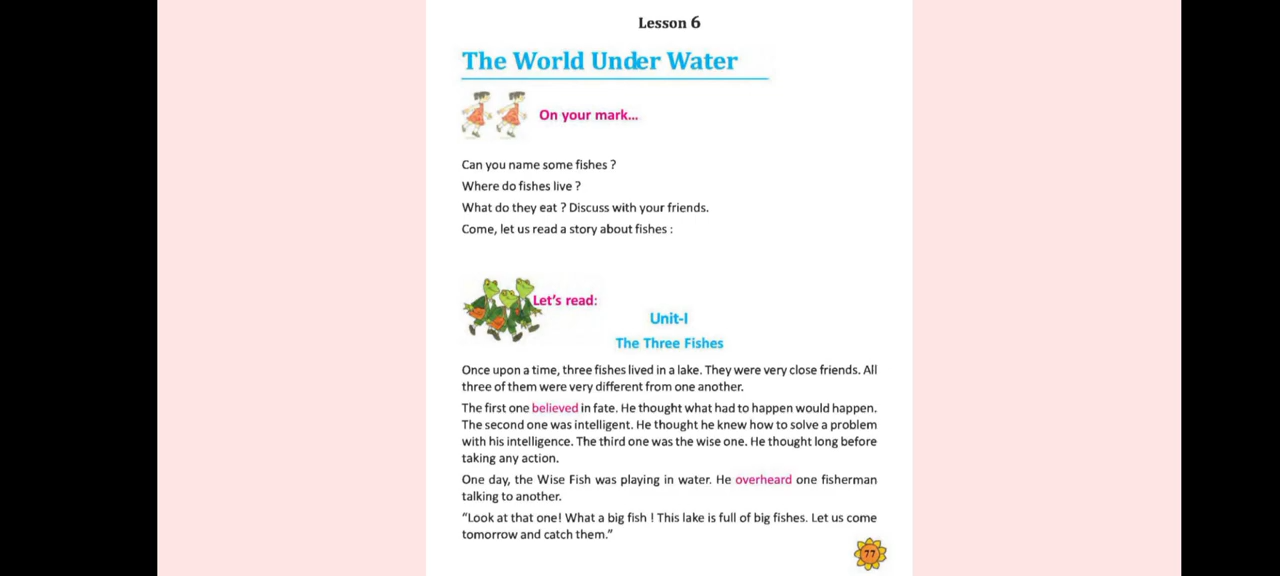 Lesson 6
The World Under Water
On your mark...
Can you name some fishes ?
Where do fishes live ?
What do they eat ? Discuss with your friends.
Come, let us read a story about fishes :
Let's read:
Unit-I
The Three Fishes
Once upon a time, three fishes lived in a lake. They were very close friends. All
three of them were very different from one another.
The first one believed in fate. He thought what had to happen would happen.
The second one was intelligent. He thought he knew how to solve a problem
with his intelligence. The third one was the wise one. He thought long before
taking any action.
One day, the Wise Fish was playing in water. He overheard one fisherman
talking to another.
“Look at that one! What a big fish ! This lake is full of big fishes. Let us come
tomorrow and catch them.”
77